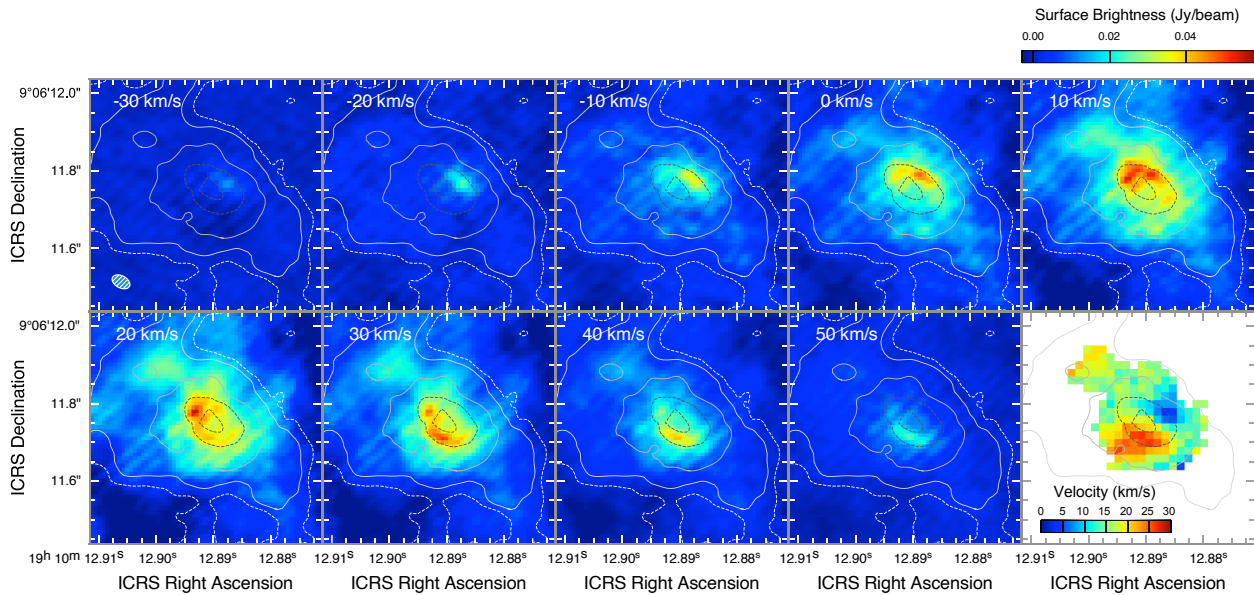 Surface Brightness (Jy/beam)
0.00 0.02 0.04
-30 km/s -20 km/s -10 km/s 0 km/s 10 km/s
9°06'12.0"
11.8"
11.6"
ICRS Declination
20 km/s 30 km/s 40 km/s 50 km/s
9°06'12.0"
11.8"
11.6"
ICRS Declination
Velocity (km/s)
0 5 10 15 20 25 30
19h 10m 12.91s 12.90s 12.89s 12.88s 12.91s 12.90s 12.89s 12.88s 12.91s 12.90s 12.89s 12.88s 12.91s 12.90s 12.89s 12.88s 12.91s 12.90s 12.89s 12.88s
ICRS Right Ascension ICRS Right Ascension ICRS Right Ascension ICRS Right Ascension ICRS Right Ascension